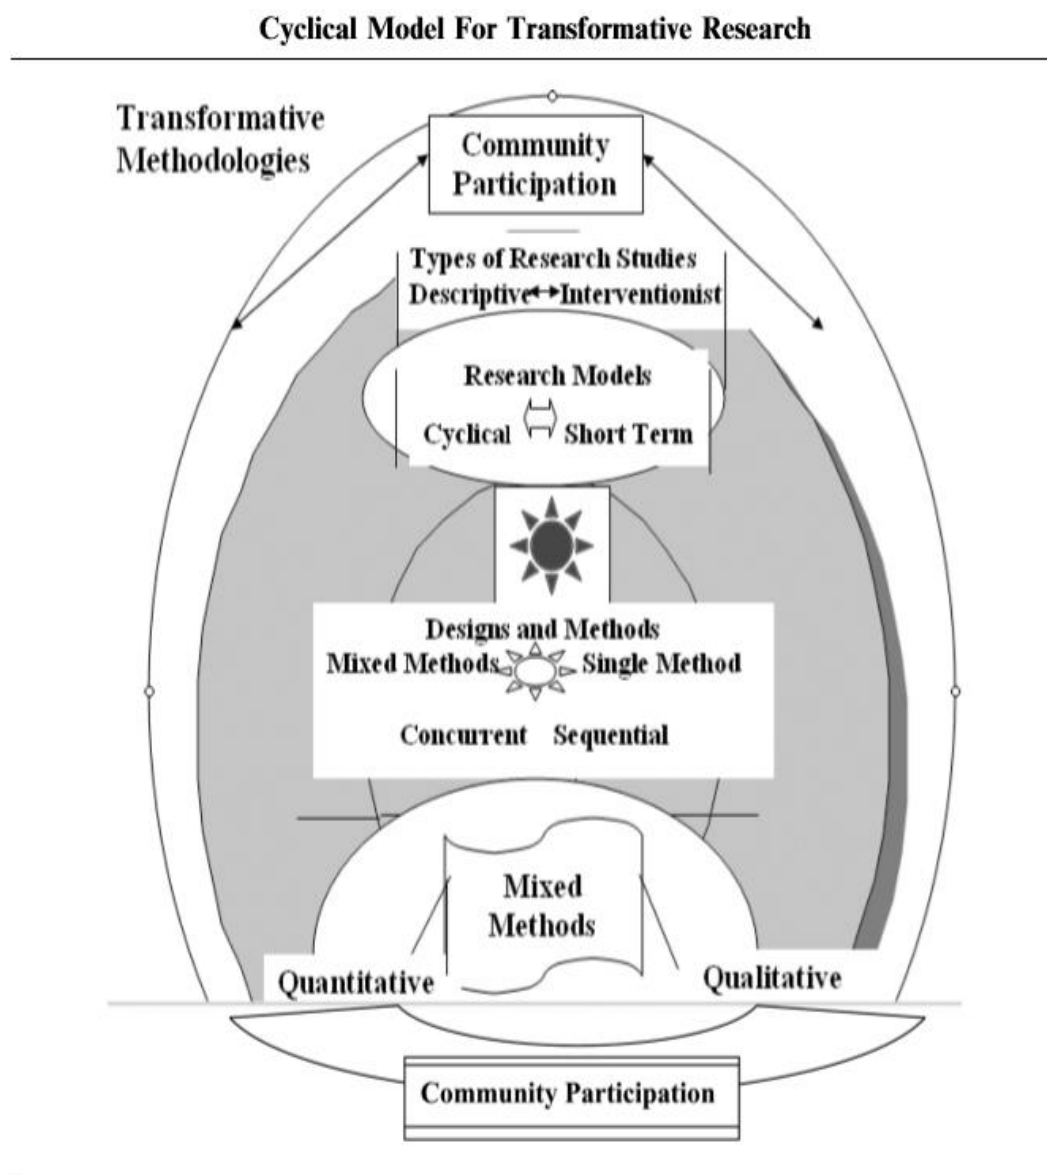 Cyclical Model For Transformative Research
Transformative
Methodologies
Community
Participation
Types of Research Studies
Descriptive Interventionist
Research Models
Cyclical Short Term
Designs and Methods
Mixed Methods Single Method
Concurrent Sequential
Mixed
Methods
Quantitative Qualitative
Community Participation